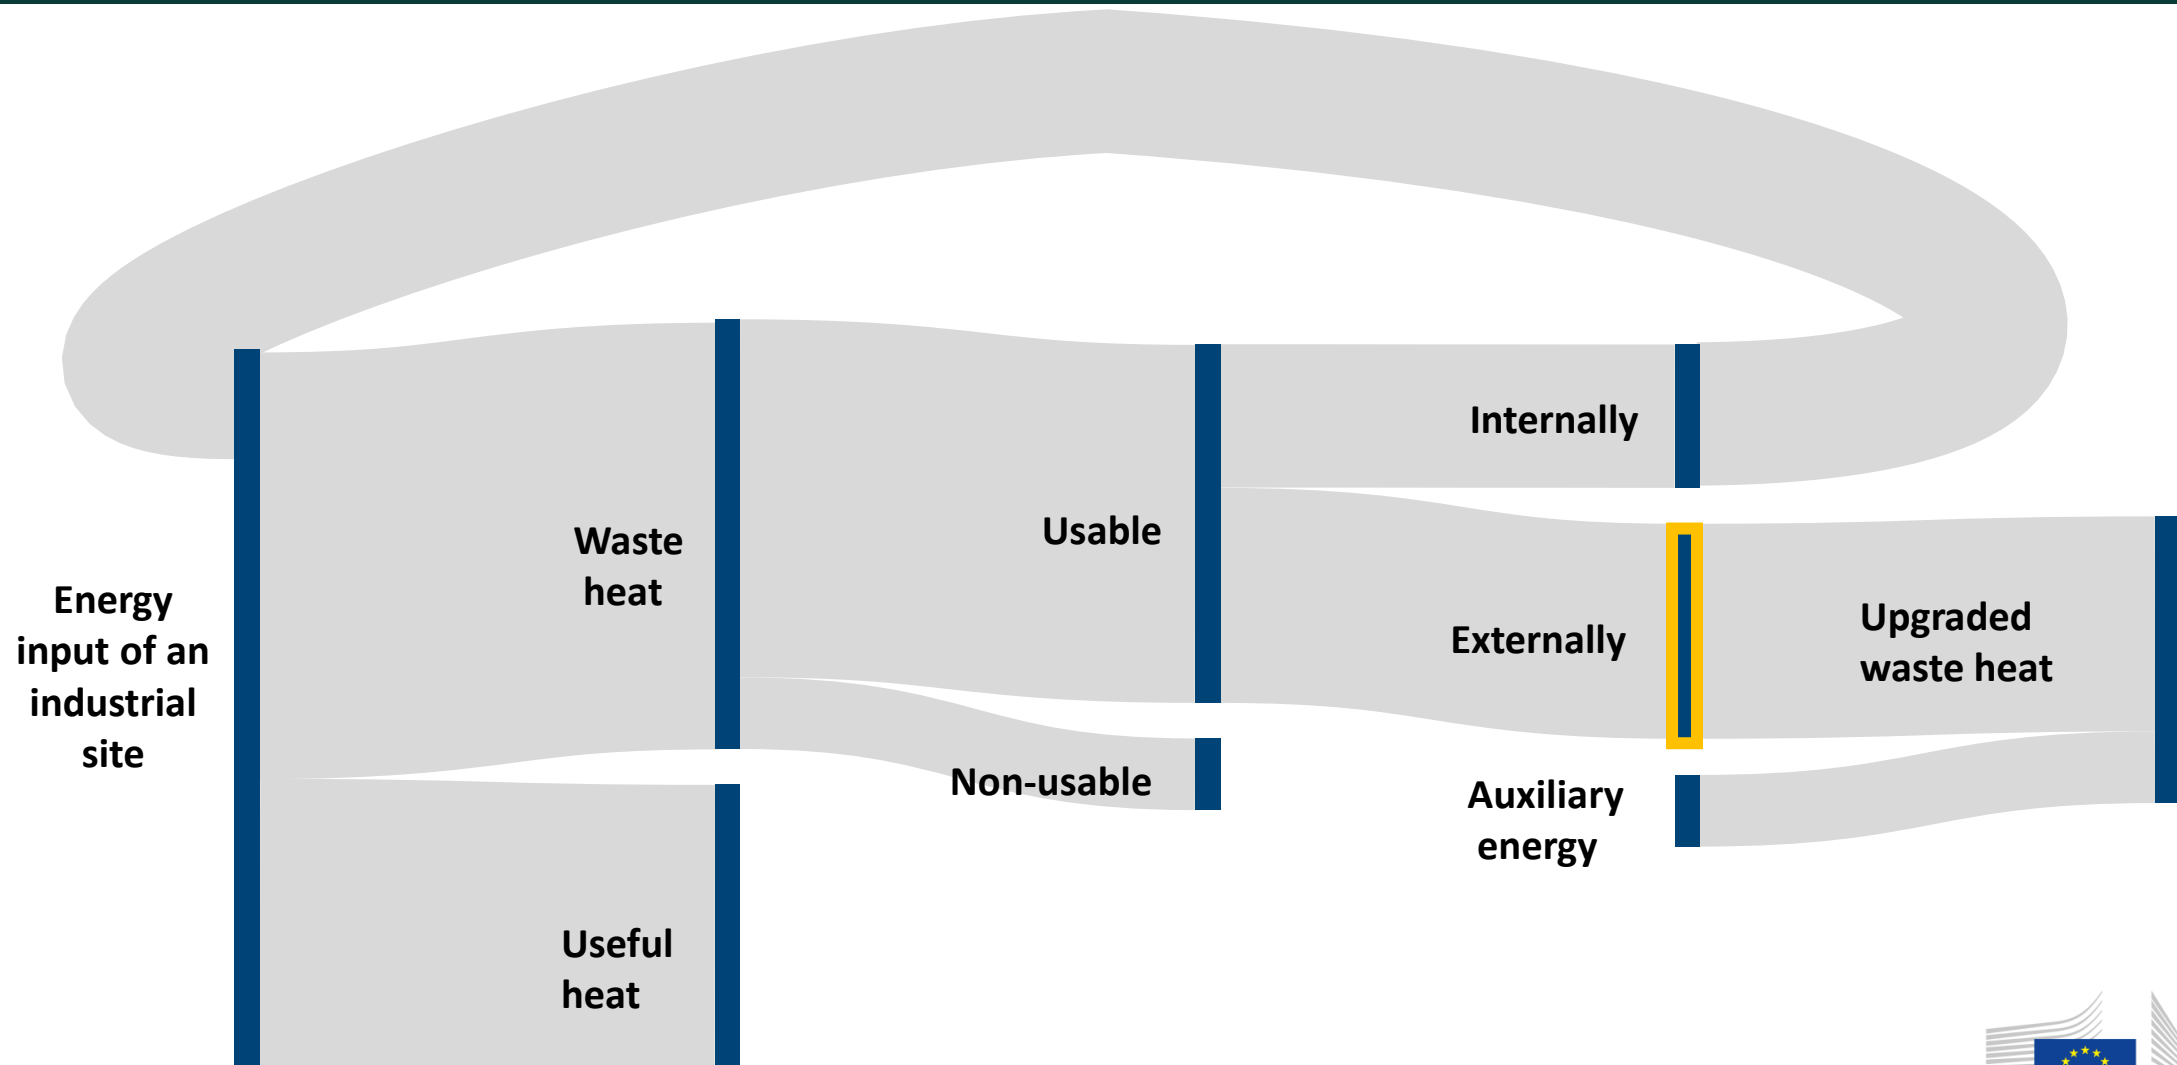 Energy
input of an
industrial
site
Waste
heat
Useful
heat
Usable
Non-usable
Internally
Externally
Auxiliary
energy
Upgraded
waste heat